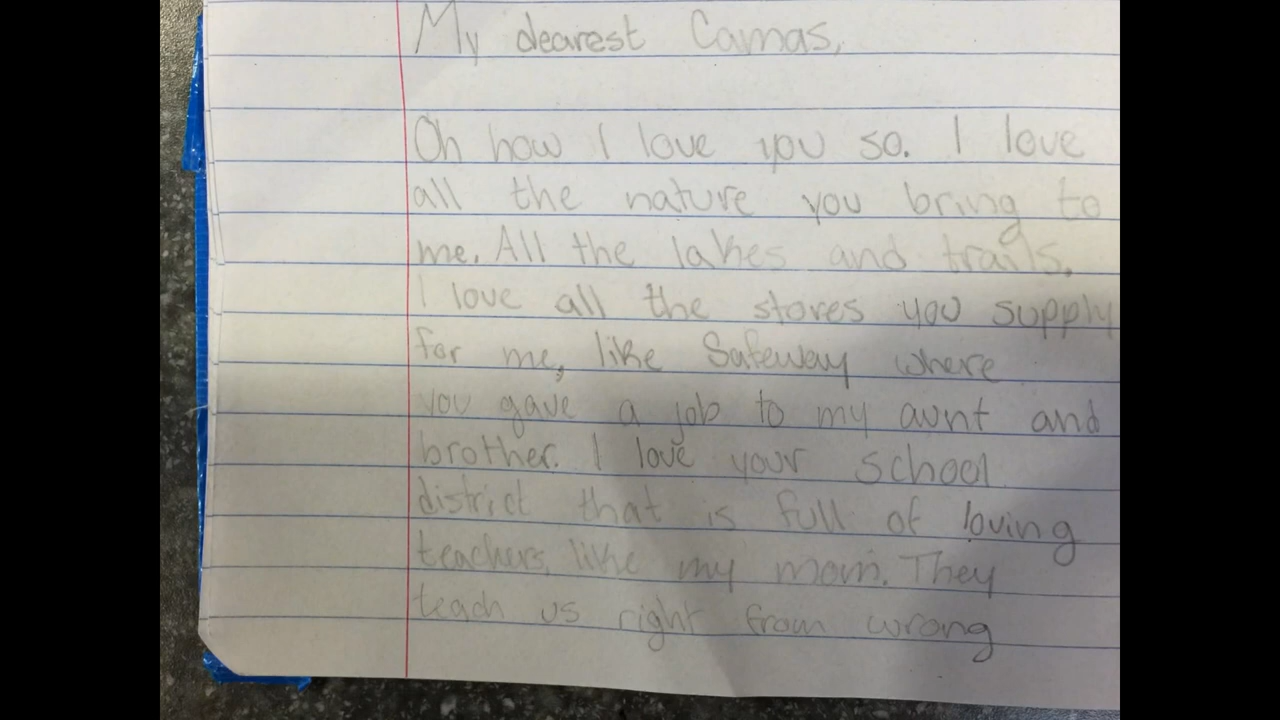 My dearest Camas,
Oh how I love you so. I love
all the nature you bring to
me. All the lakes and trails.
I love all the stores you supply
for me, like Safeway where
you gave a job to my aunt and
brother. I love your school
district that is full of loving
teachers, like my mom. They
teach us right from wrong